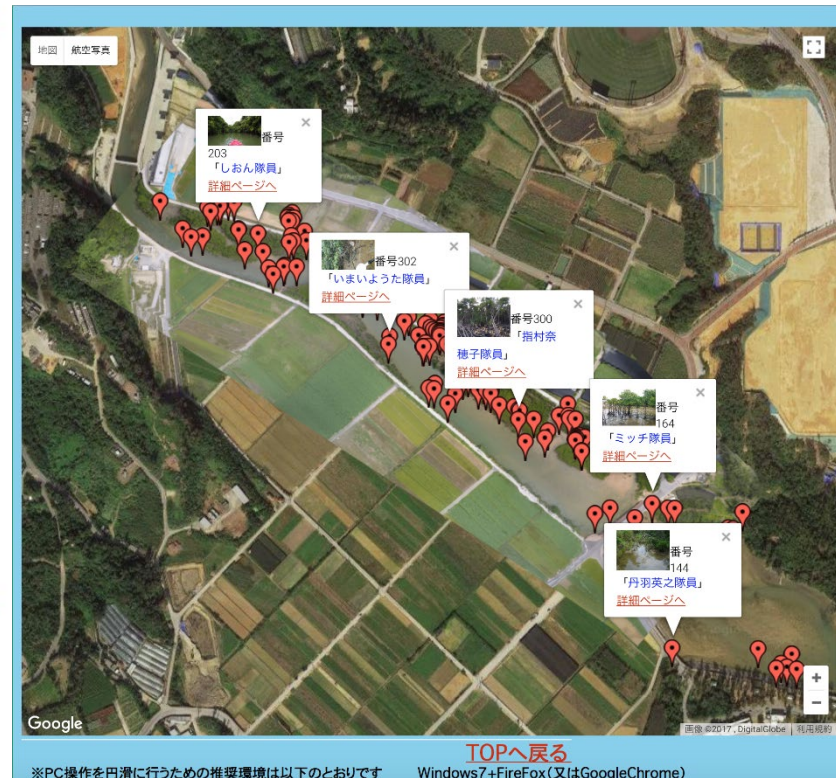 地図 航空写真
番号
203
「しおん隊員」
詳細ページへ
番号302
「いまいようた隊員」
詳細ページへ
番号300
「指村奈
穂子隊員」
詳細ページへ
番号
164
「ミッチ隊員」
詳細ページへ
番号
144
「丹羽英之隊員」
詳細ページへ
Google
画像 ©2017 , DigitalGlobe 利用規約
TOPへ戻る
※PC操作を円滑に行うための推奨環境は以下のとおりです Windows7+FireFox(又はGoogleChrome)